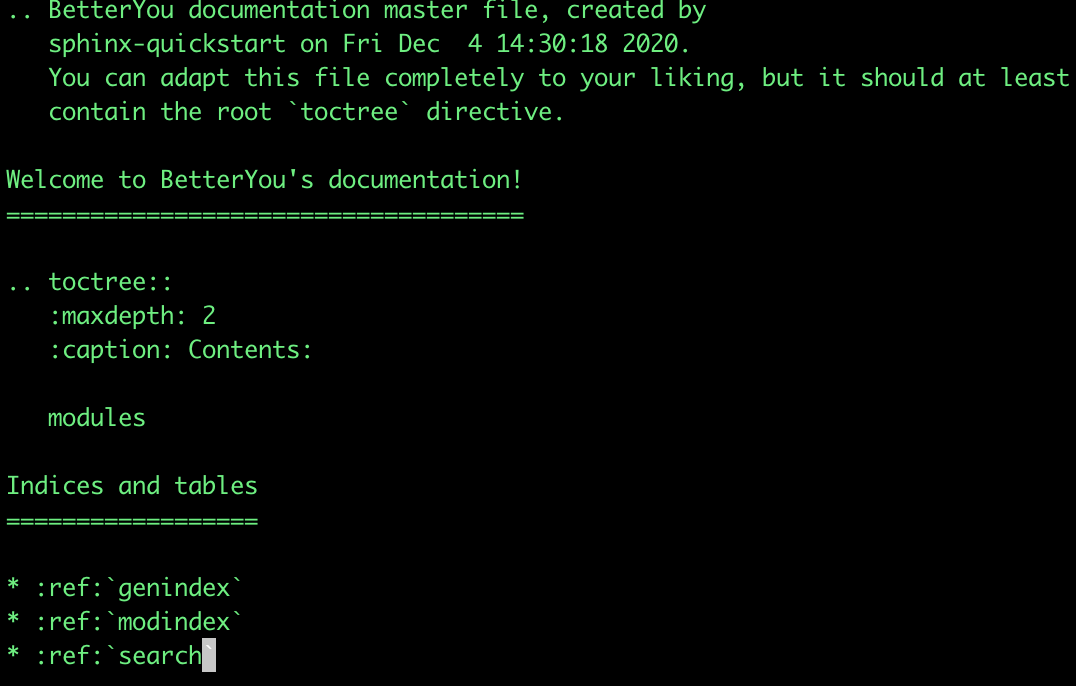 .. BetterYou documentation master file, created by
   sphinx-quickstart on Fri Dec  4 14:30:18 2020.
   You can adapt this file completely to your liking, but it should at least
   contain the root `toctree` directive.

Welcome to BetterYou's documentation!
=====================================

.. toctree::
   :maxdepth: 2
   :caption: Contents:

   modules

Indices and tables
==================

* :ref:`genindex`
* :ref:`modindex`
* :ref:`search`